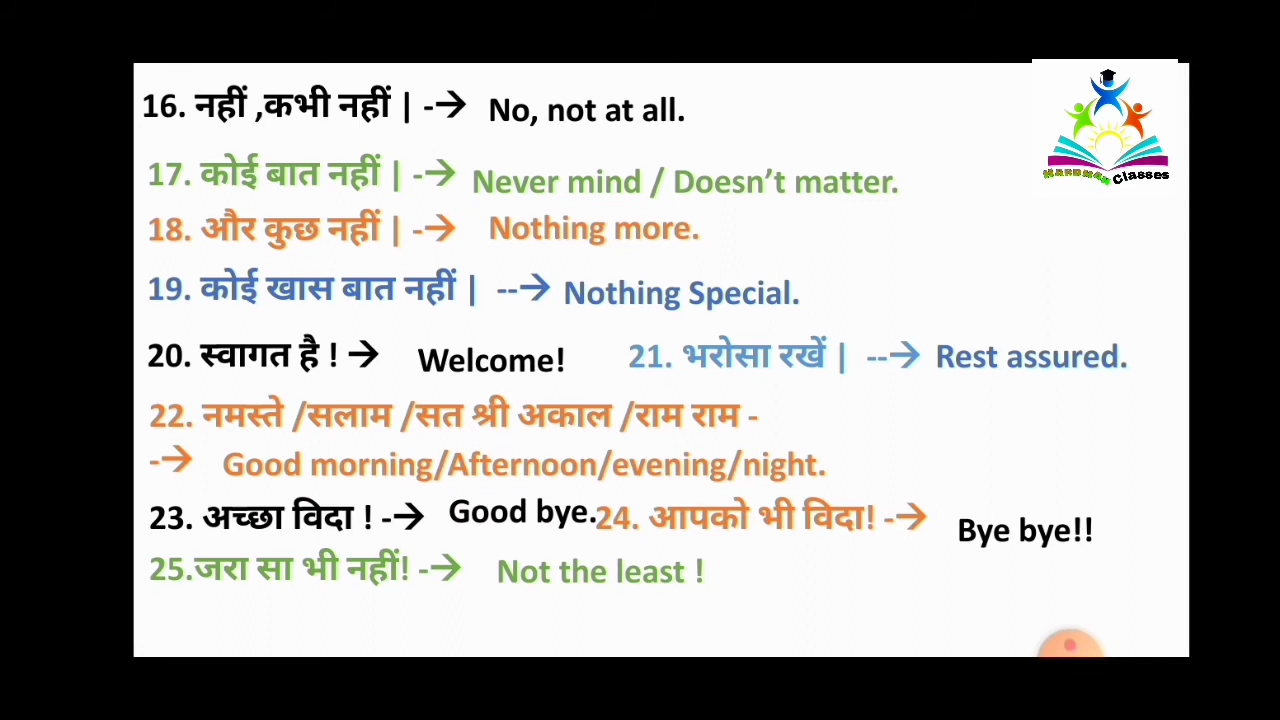 16. नहीं ,कभी नहीं | -→ No, not at all.
17. कोई बात नहीं | -→ Never mind / Doesn’t matter.
18. और कुछ नहीं | -→ Nothing more.
19. कोई खास बात नहीं | --→ Nothing Special.
20. स्वागत है ! → Welcome! 21. भरोसा रखें | --→ Rest assured.
22. नमस्ते /सलाम /सत श्री अकाल /राम राम -
-→ Good morning/Afternoon/evening/night.
23. अच्छा विदा ! -→ Good bye. 24. आपको भी विदा! -→ Bye bye!!
25.जरा सा भी नहीं! -→ Not the least !
Classes